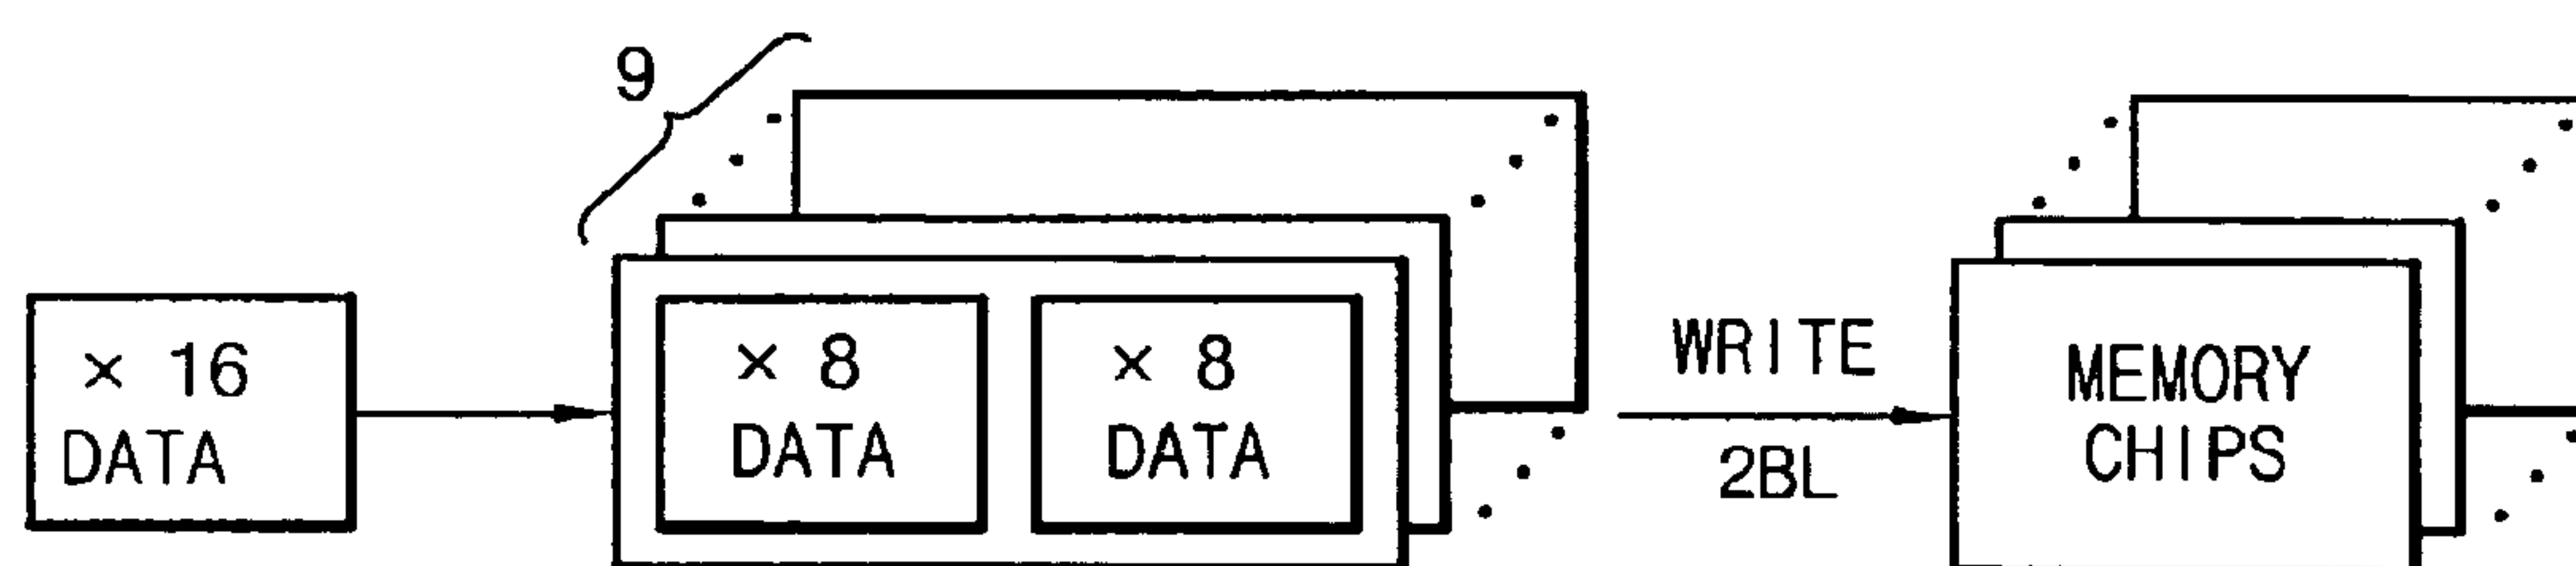 9
× 16
DATA
× 8
DATA
× 8
DATA
WRITE
2BL
MEMORY
CHIPS